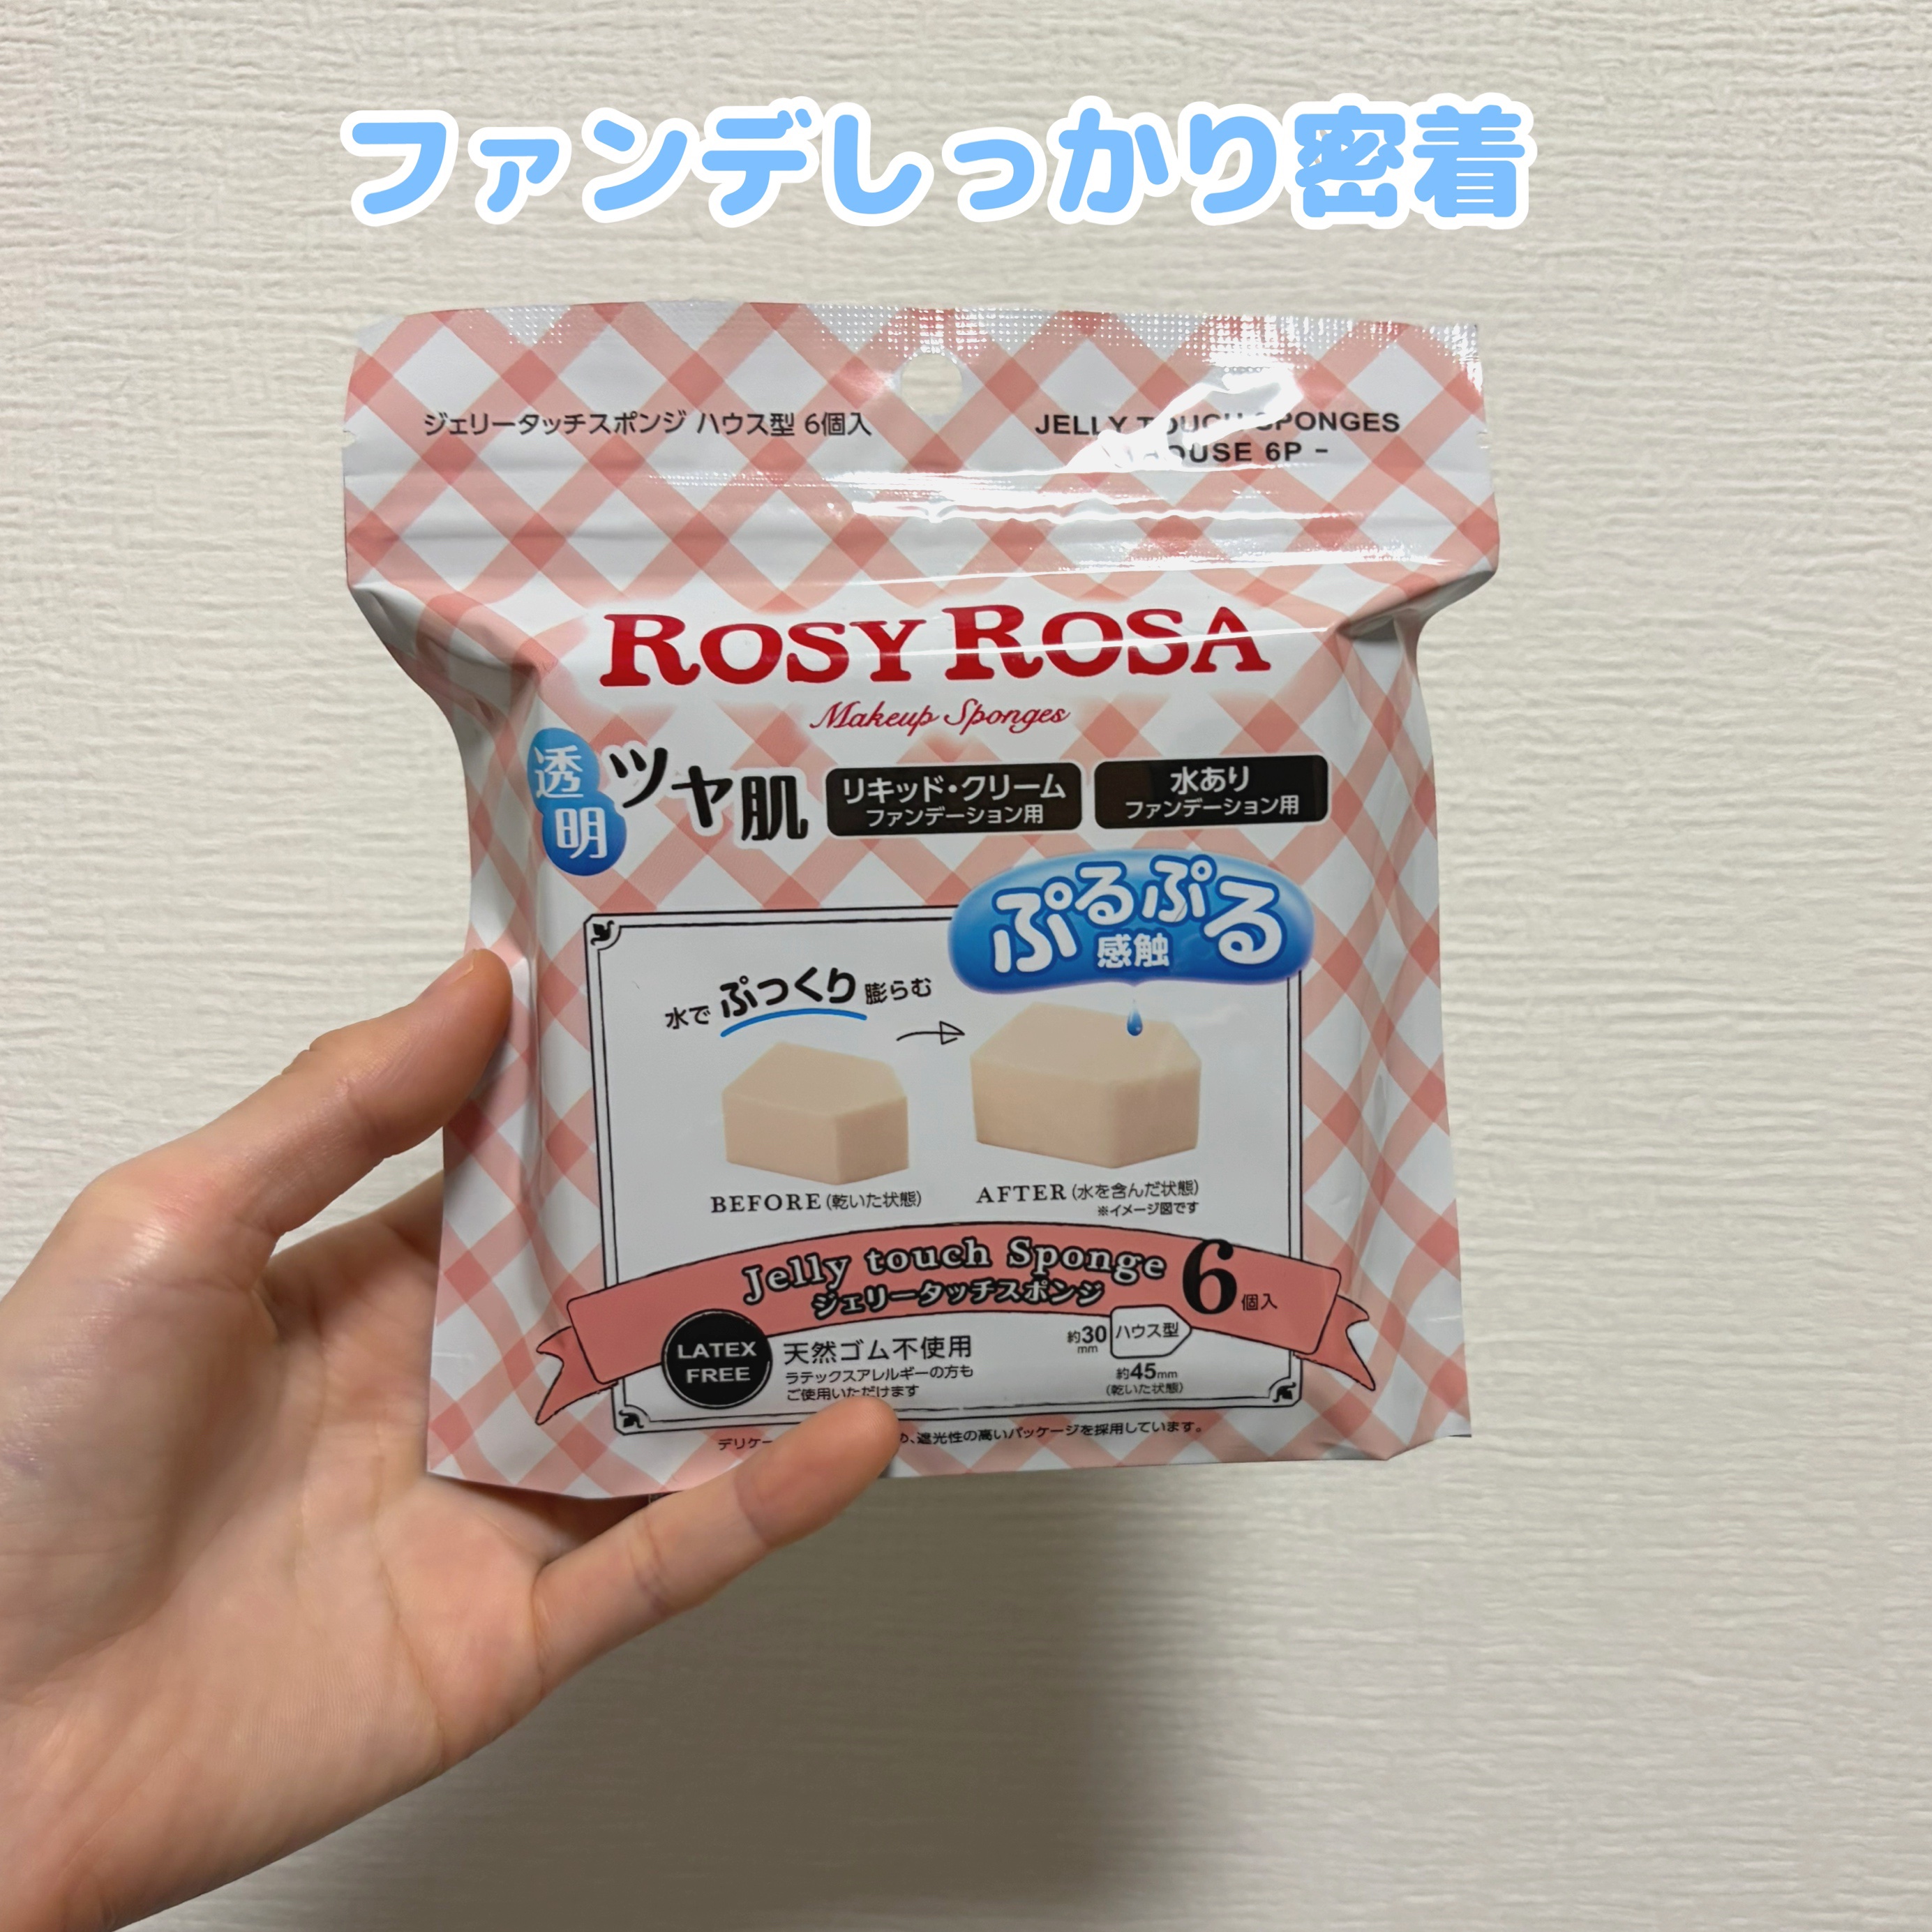 ファンデしっかり密着
ジェリータッチスポンジ ハウス型 6個入
JELLY TOUCH SPONGES
HOUSE 6P -
ROSY ROSA
Makeup Sponges
透明
ツヤ肌
リキッド・クリーム
ファンデーション用
水あり
ファンデーション用
ぷるぷる
感触
水でぷっくり膨らむ
BEFORE(乾いた状態)
AFTER(水を含んだ状態)
※イメージ図です
Jelly touch Sponge
ジェリータッチスポンジ
6個入
LATEX
FREE
天然ゴム不使用
ラテックスアレルギーの方も
ご使用いただけます
約30
mm
ハウス型
約45mm
(乾いた状態)
デリケー
、遮光性の高いパッケージを採用しています。